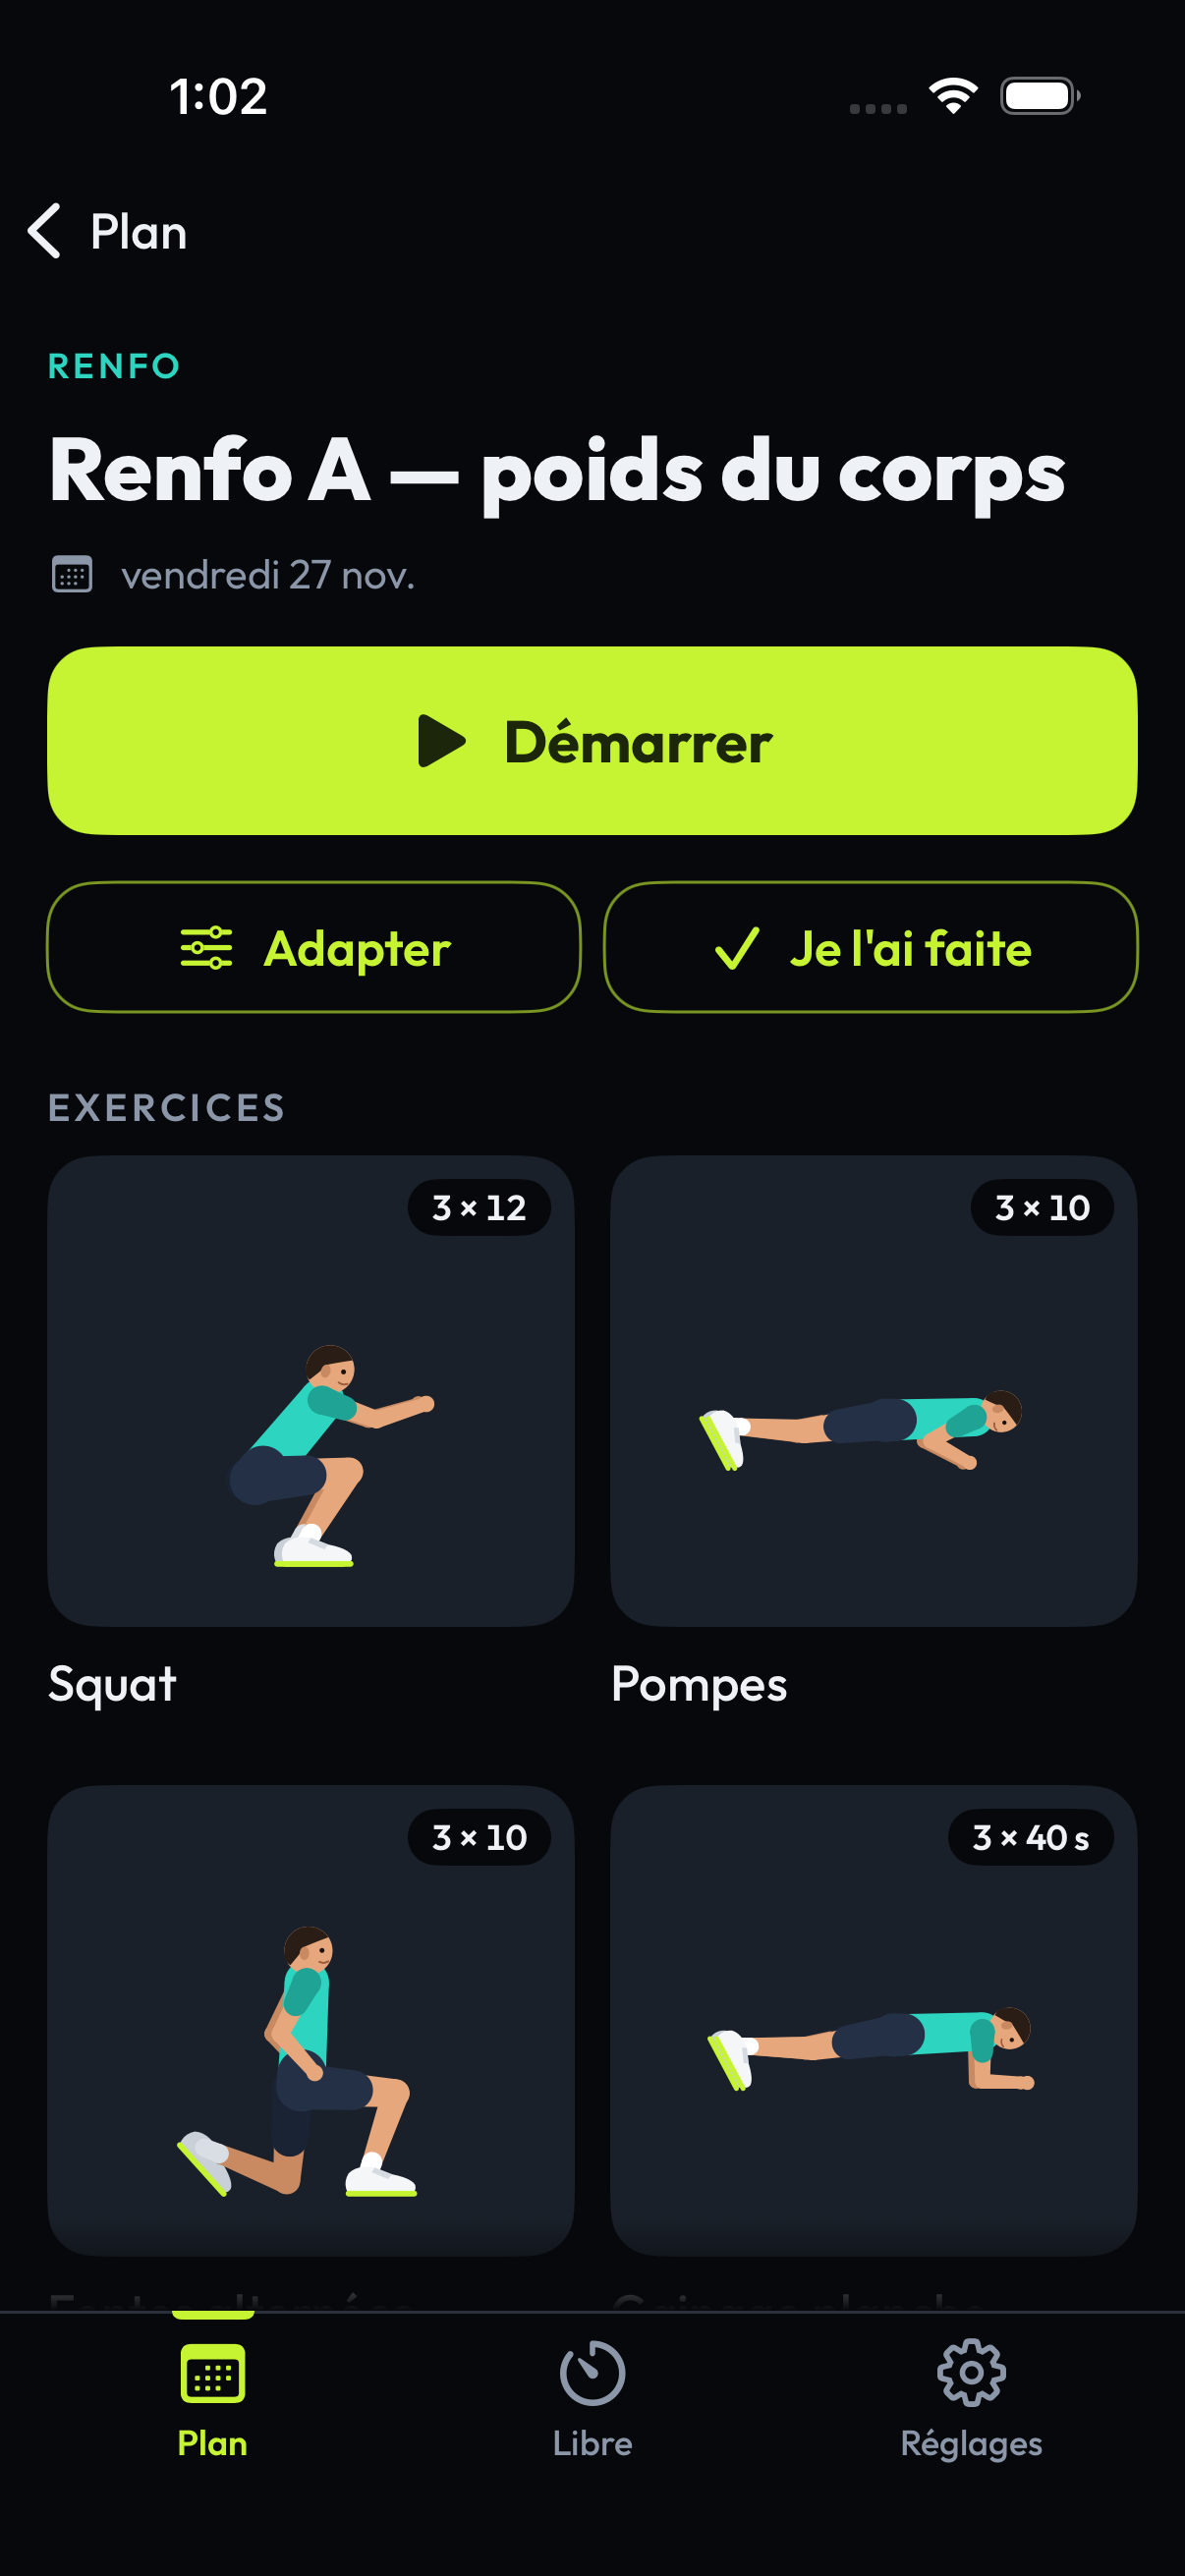 1:02
Plan
RENFO
Renfo A — poids du corps
vendredi 27 nov.
Démarrer
Adapter
Je l'ai faite
EXERCICES
3 × 12
3 × 10
Squat
Pompes
3 × 10
3 × 40 s
Plan
Libre
Réglages